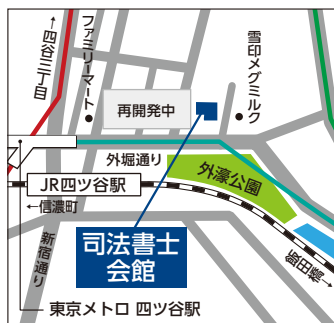 ←四谷三丁目
ファミリーマート
雪印メグミルク
再開発中
外堀通り
外濠公園
JR四ツ谷駅
←信濃町
飯田橋→
新宿通り
司法書士
会館
東京メトロ 四ツ谷駅